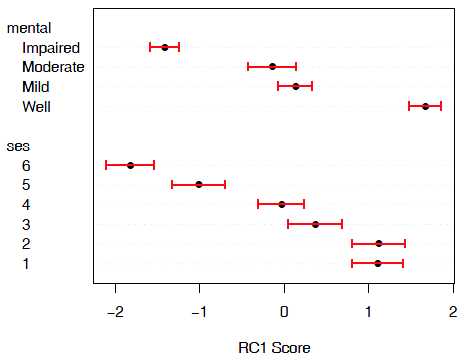 mental
Impaired
Moderate
Mild
Well
ses
6
5
4
3
2
1
−2 −1 0 1 2
RC1 Score